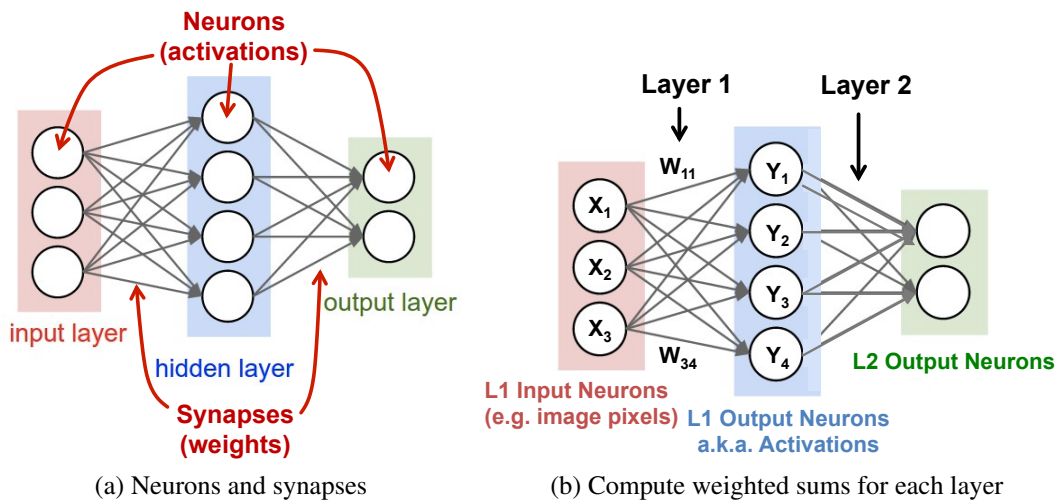 Neurons
(activations)
input layer
hidden layer
output layer
Synapses
(weights)
(a) Neurons and synapses
Layer 1
Layer 2
W11
X1
X2
X3
W34
Y1
Y2
Y3
Y4
L1 Input Neurons
(e.g. image pixels)
L1 Output Neurons
a.k.a. Activations
L2 Output Neurons
(b) Compute weighted sums for each layer